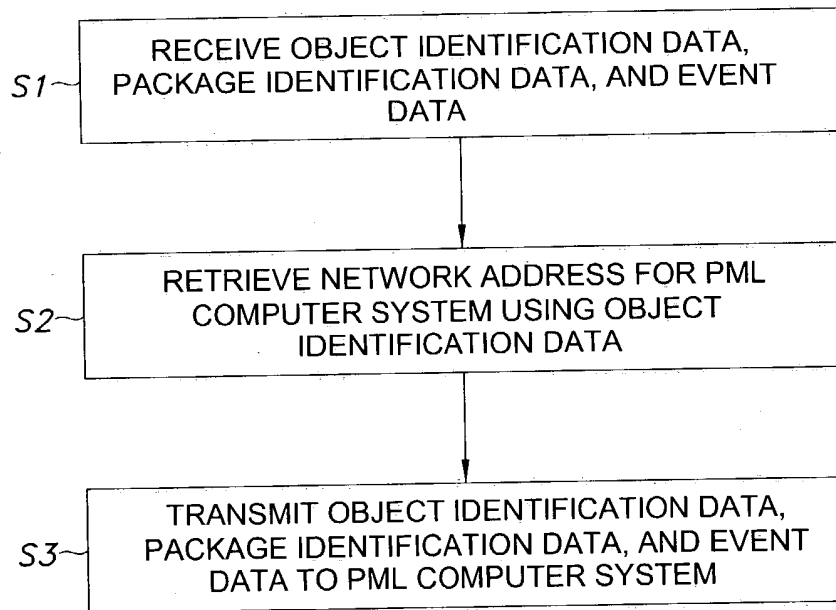 RECEIVE OBJECT IDENTIFICATION DATA,
S1 PACKAGE IDENTIFICATION DATA, AND EVENT
DATA
RETRIEVE NETWORK ADDRESS FOR PML
S2 COMPUTER SYSTEM USING OBJECT
IDENTIFICATION DATA
TRANSMIT OBJECT IDENTIFICATION DATA,
S3 PACKAGE IDENTIFICATION DATA, AND EVENT
DATA TO PML COMPUTER SYSTEM